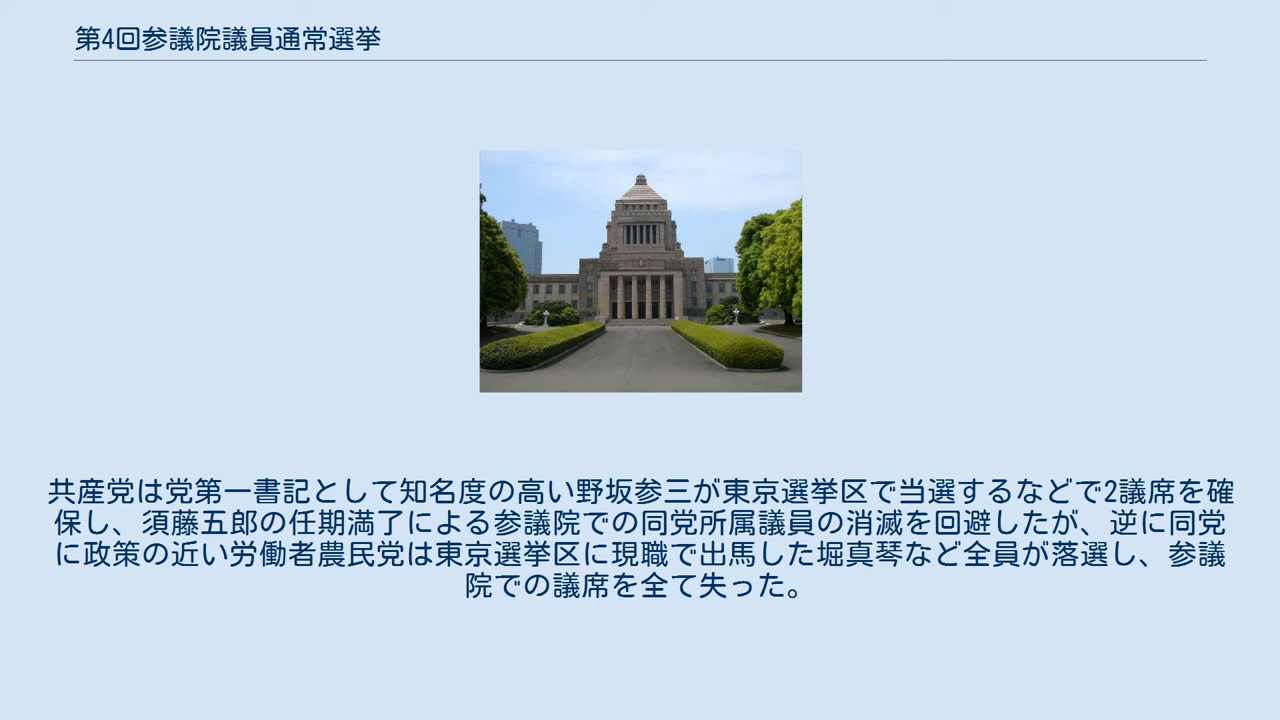 第4回参議院議員通常選挙
共産党は党第一書記として知名度の高い野坂参三が東京選挙区で当選するなどで2議席を確
保し、須藤五郎の任期満了による参議院での同党所属議員の消滅を回避したが、逆に同党
に政策の近い労働者農民党は東京選挙区に現職で出馬した堀真琴など全員が落選し、参議
院での議席を全て失った。